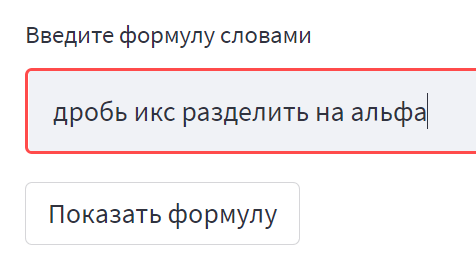 Введите формулу словами
дробь икс разделить на альфа
Показать формулу